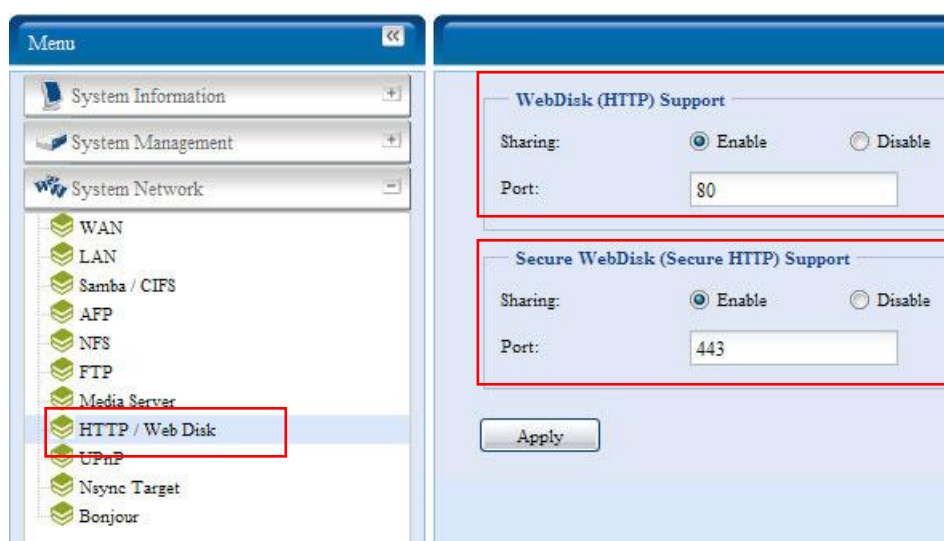 Menu
System Information
System Management
System Network
WAN
LAN
Samba / CIFS
AFP
NFS
FTP
Media Server
HTTP / Web Disk
UPnP
Nsync Target
Bonjour
WebDisk (HTTP) Support
Sharing: Enable Disable
Port: 80
Secure WebDisk (Secure HTTP) Support
Sharing: Enable Disable
Port: 443
Apply